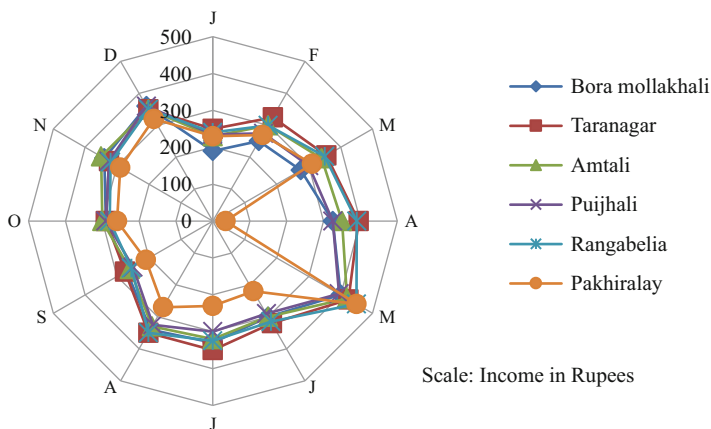 J
F
M
A
M
J
J
A
S
O
N
D
500
400
300
200
100
0
Bora mollakhali
Taranagar
Amtali
Puijhali
Rangabelia
Pakhiralay
Scale: Income in Rupees